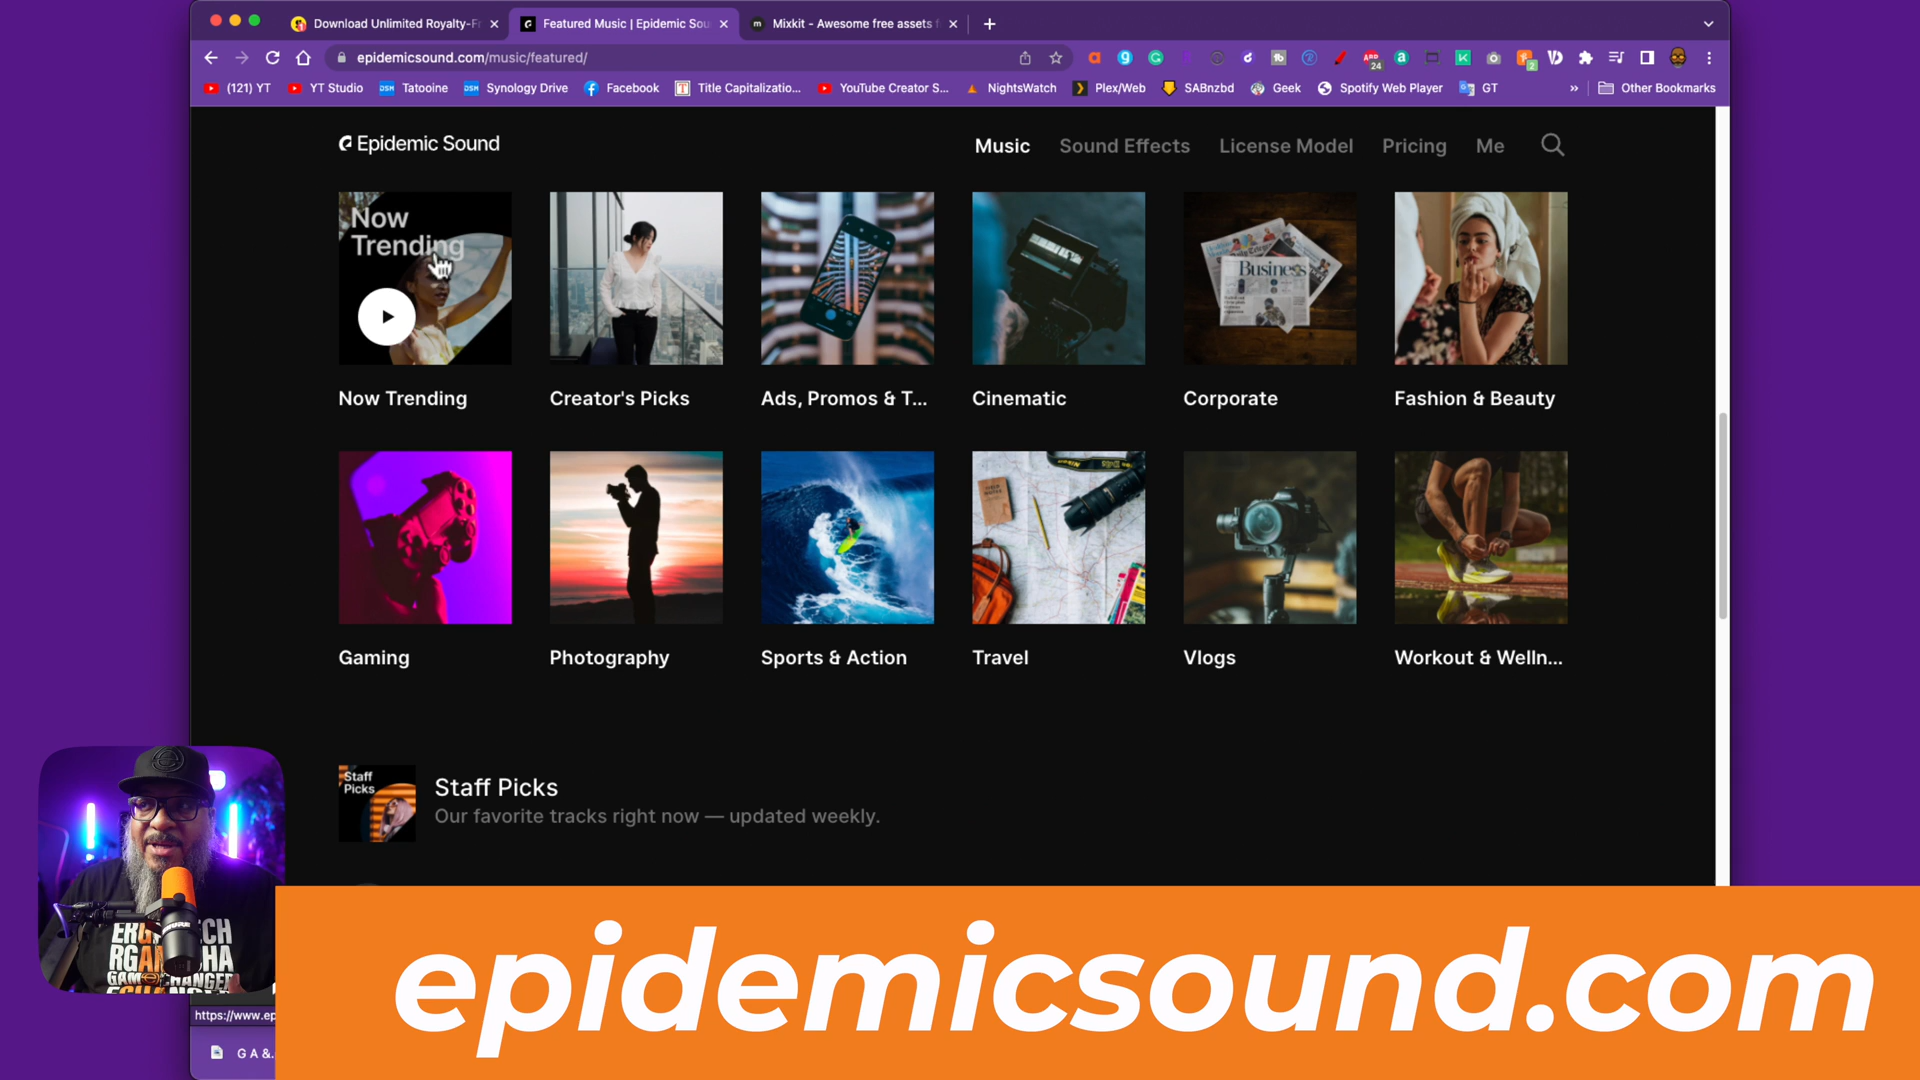 Download Unlimited Royalty-Fr
Featured Music | Epidemic Sou
Mixkit - Awesome free assets f
epidemicsound.com/music/featured/
(121) YT
YT Studio
Tatooine
Synology Drive
Facebook
Title Capitalizatio...
YouTube Creator S...
NightsWatch
Plex/Web
SABnzbd
Geek
Spotify Web Player
GT
»
Other Bookmarks
Epidemic Sound
Music
Sound Effects
License Model
Pricing
Me
Now
Trending
Business
Now Trending
Creator's Picks
Ads, Promos & T...
Cinematic
Corporate
Fashion & Beauty
Gaming
Photography
Sports & Action
Travel
Vlogs
Workout & Welln...
Staff
Picks
Staff Picks
Our favorite tracks right now — updated weekly.
https://www.ep
G A &.
epidemicsound.com